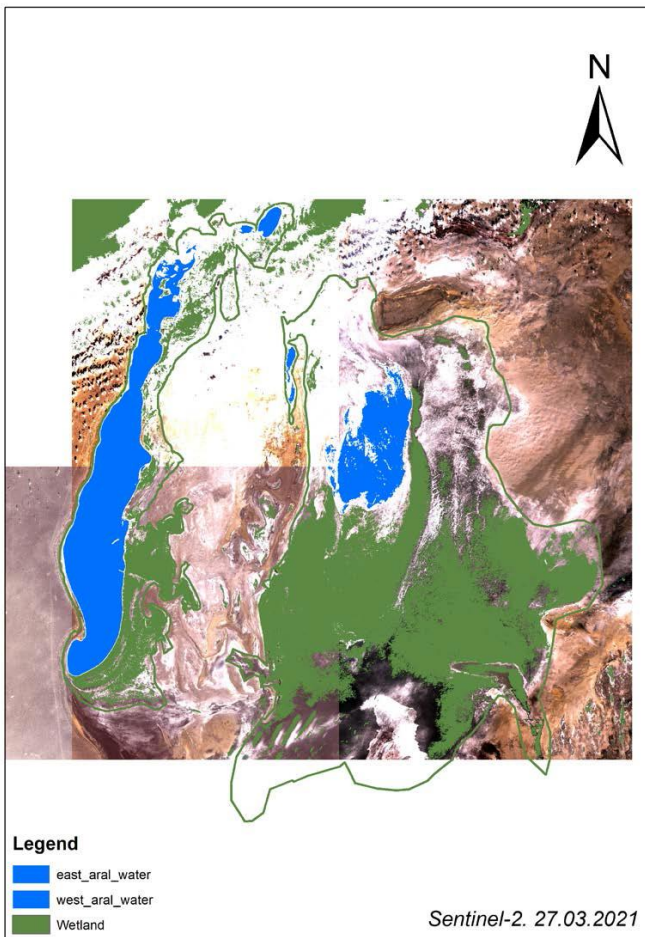 N
Legend
east_aral_water
west_aral_water
Wetland
Sentinel-2. 27.03.2021